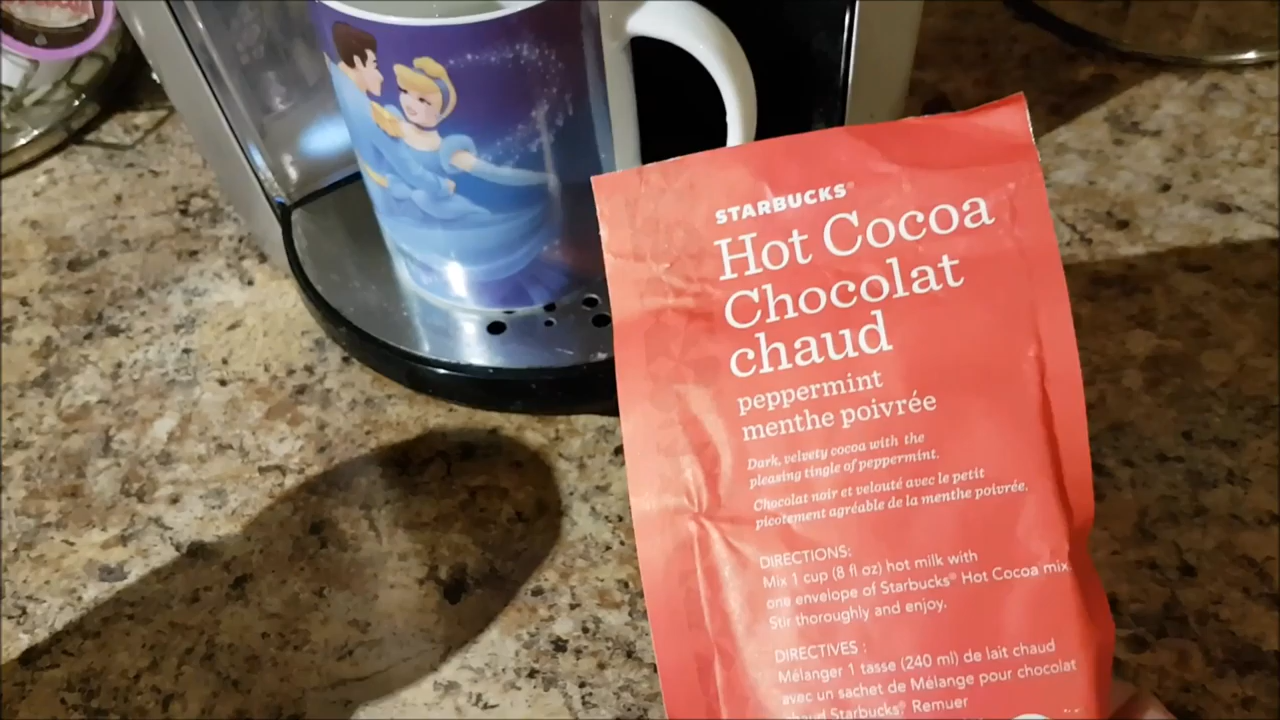 STARBUCKS®
Hot Cocoa
Chocolat
chaud
peppermint
menthe poivrée
Dark, velvety cocoa with the
pleasing tingle of peppermint.
Chocolat noir et velouté avec le petit
picotement agréable de la menthe poivrée.
DIRECTIONS:
Mix 1 cup (8 fl oz) hot milk with
one envelope of Starbucks® Hot Cocoa mix.
Stir thoroughly and enjoy.
DIRECTIVES :
Mélanger 1 tasse (240 ml) de lait chaud
avec un sachet de Mélange pour chocolat
chaud Starbucks®. Remuer